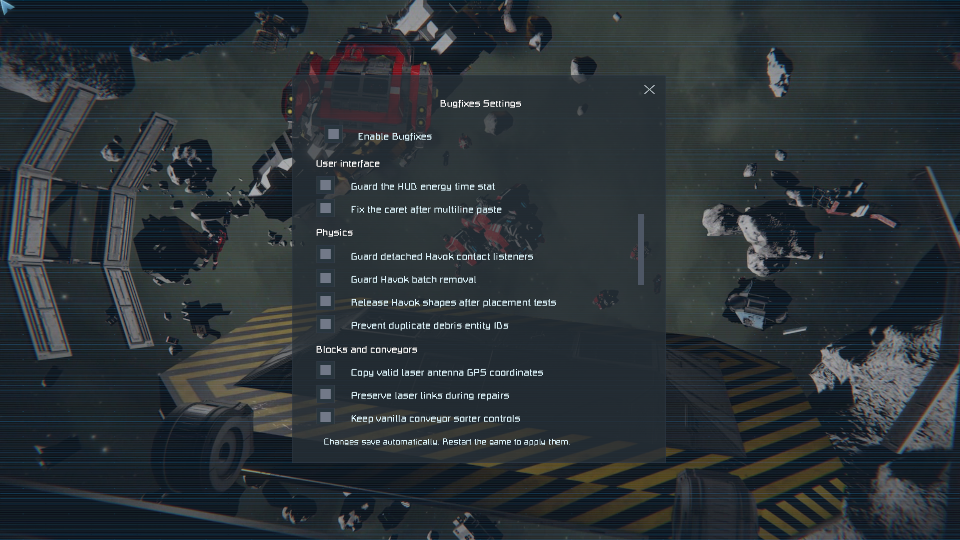 Bugfixes Settings
Enable Bugfixes
User interface
Guard the HUD energy time stat
Fix the caret after multiline paste
Physics
Guard detached Havok contact listeners
Guard Havok batch removal
Release Havok shapes after placement tests
Prevent duplicate debris entity IDs
Blocks and conveyors
Copy valid laser antenna GPS coordinates
Preserve laser links during repairs
Keep vanilla conveyor sorter controls
Changes save automatically. Restart the game to apply them.